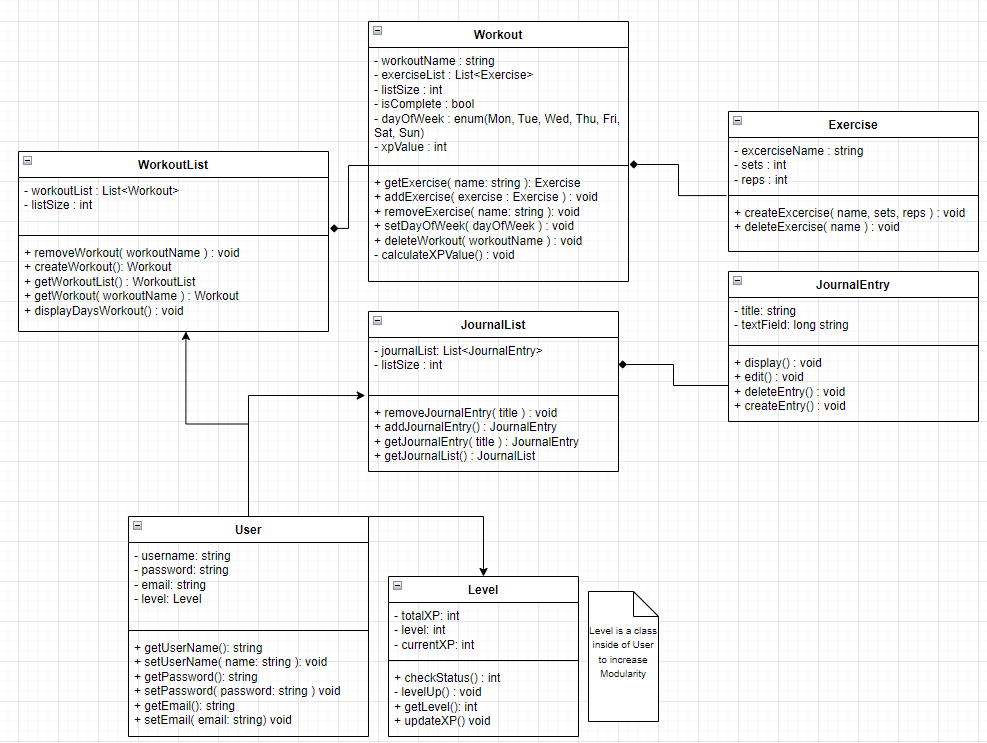 Workout
- workoutName : string
- exerciseList : List<Exercise>
- listSize : int
- isComplete : bool
- dayOfWeek : enum(Mon, Tue, Wed, Thu, Fri,
Sat, Sun)
- xpValue : int
+ getExercise( name: string ): Exercise
+ addExercise( exercise : Exercise ) : void
+ removeExercise( name: string ): void
+ setDayOfWeek( dayOfWeek ) : void
+ deleteWorkout( workoutName ) : void
- calculateXPValue() : void
Exercise
- excerciseName : string
- sets : int
- reps : int
+ createExcercise( name, sets, reps ) : void
+ deleteExercise( name ) : void
WorkoutList
- workoutList : List<Workout>
- listSize : int
+ removeWorkout( workoutName ) : void
+ createWorkout(): Workout
+ getWorkoutList() : WorkoutList
+ getWorkout( workoutName ) : Workout
+ displayDaysWorkout() : void
JournalEntry
- title: string
- textField: long string
+ display() : void
+ edit() : void
+ deleteEntry() : void
+ createEntry() : void
JournalList
- journalList: List<JournalEntry>
- listSize : int
+ removeJournalEntry( title ) : void
+ addJournalEntry() : JournalEntry
+ getJournalEntry( title ) : JournalEntry
+ getJournalList() : JournalList
User
- username: string
- password: string
- email: string
- level: Level
+ getUserName(): string
+ setUserName( name: string ): void
+ getPassword(): string
+ setPassword( password: string ) void
+ getEmail(): string
+ setEmail( email: string) void
Level
- totalXP: int
- level: int
- currentXP: int
+ checkStatus() : int
- levelUp() : void
+ getLevel(): int
+ updateXP() void
Level is a class
inside of User
to increase
Modularity